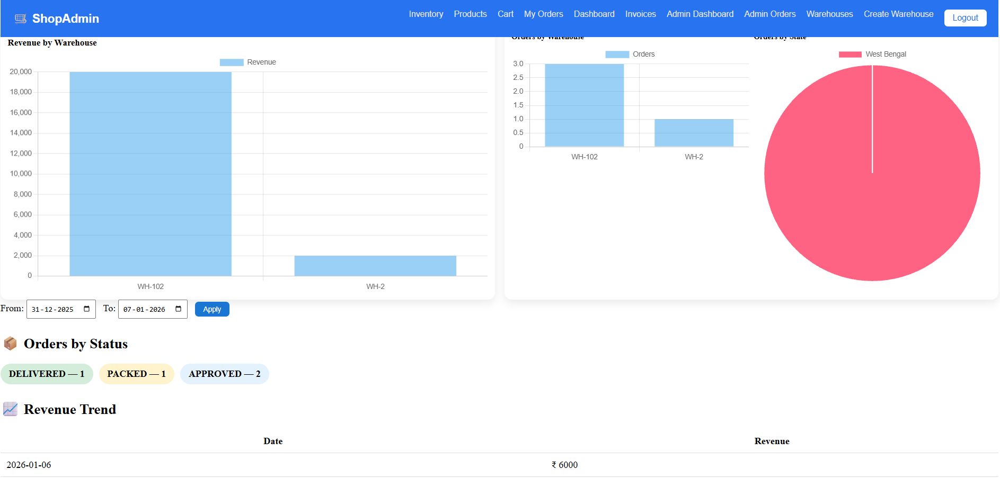 ShopAdmin
Inventory Products Cart My Orders Dashboard Invoices Admin Dashboard Admin Orders Warehouses Create Warehouse Logout
Revenue by Warehouse
Revenue
20,000
18,000
16,000
14,000
12,000
10,000
8,000
6,000
4,000
2,000
0
WH-102 WH-2
Orders by Warehouse
Orders
3.0
2.5
2.0
1.5
1.0
0.5
0
WH-102 WH-2
Orders by State
West Bengal
From: 31-12-2025 To: 07-01-2026 Apply
Orders by Status
DELIVERED — 1 PACKED — 1 APPROVED — 2
Revenue Trend
Date Revenue
2026-01-06 ₹ 6000